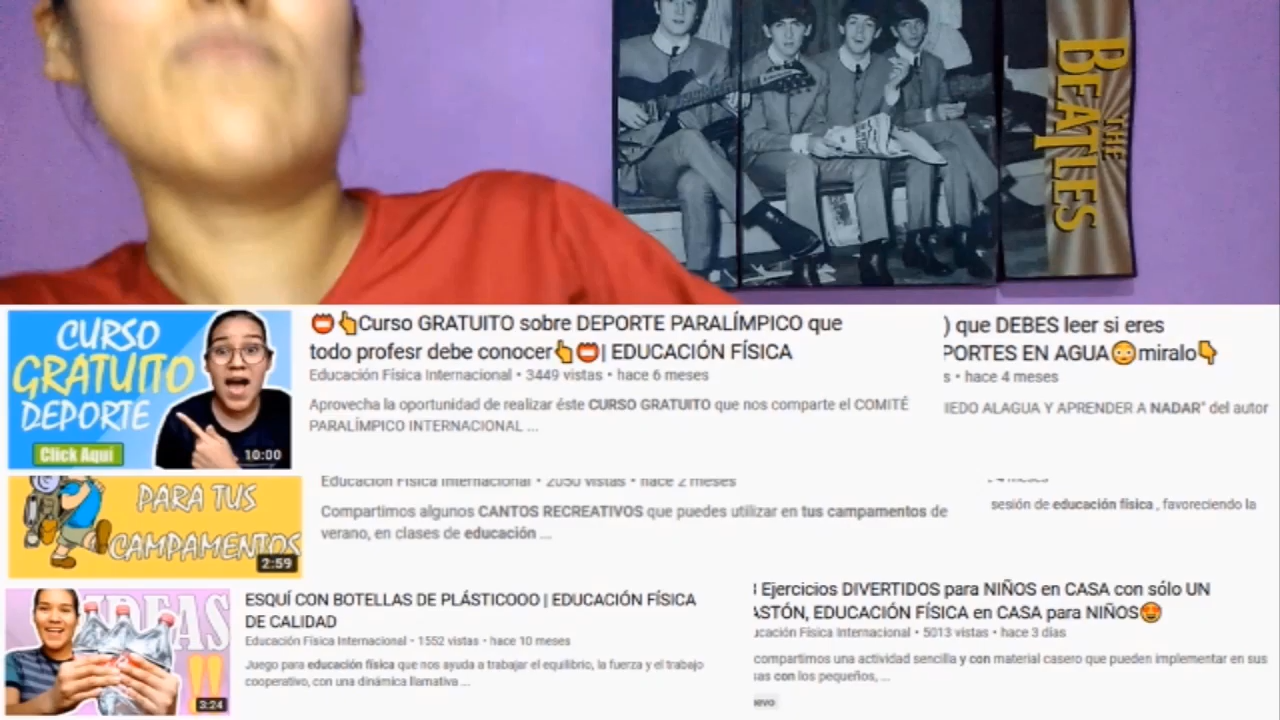 THE
BEATLES
CURSO
GRATUITO
DEPORTE
Click Aquí
10:00
📛👆Curso GRATUITO sobre DEPORTE PARALÍMPICO que
todo profesr debe conocer👆📛| EDUCACIÓN FÍSICA
Educación Física Internacional • 3449 vistas • hace 6 meses
Aprovecha la oportunidad de realizar éste CURSO GRATUITO que nos comparte el COMITÉ
PARALÍMPICO INTERNACIONAL ...
) que DEBES leer si eres
PORTES EN AGUA😳miralo👇
s • hace 4 meses
IEDO ALAGUA Y APRENDER A NADAR" del autor
PARA TUS
CAMPAMENTOS
2:59
Educación Física Internacional • 2050 vistas • hace 2 meses
Compartimos algunos CANTOS RECREATIVOS que puedes utilizar en tus campamentos de
verano, en clases de educación ...
sesión de educación física , favoreciendo la
IDEAS
!!
3:24
ESQUÍ CON BOTELLAS DE PLÁSTICOOO | EDUCACIÓN FÍSICA
DE CALIDAD
Educación Física Internacional • 1552 vistas • hace 10 meses
Juego para educación física que nos ayuda a trabajar el equilibrio, la fuerza y el trabajo
cooperativo, con una dinámica llamativa ...
Ejercicios DIVERTIDOS para NIÑOS en CASA con sólo UN
ASTÓN, EDUCACIÓN FÍSICA en CASA para NIÑOS😍
ucación Física Internacional • 5013 vistas • hace 3 días
compartimos una actividad sencilla y con material casero que pueden implementar en sus
sas con los pequeños, ...
uevo